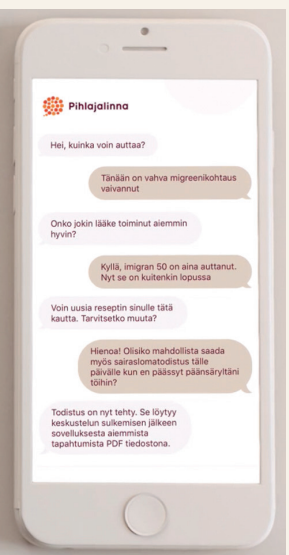 Pihlajalinna
Hei, kuinka voin auttaa?
Tänään on vahva migreenikohtaus
vaivannut
Onko jokin lääke toiminut aiemmin
hyvin?
Kyllä, imigran 50 on aina auttanut.
Nyt se on kuitenkin lopussa
Voin uusia reseptin sinulle tätä
kautta. Tarvitsetko muuta?
Hienoa! Olisiko mahdollista saada
myös sairaslomatodistus tälle
päivälle kun en päässyt päänsäryltäni
töihin?
Todistus on nyt tehty. Se löytyy
keskustelun sulkemisen jälkeen
sovelluksesta aiemmista
tapahtumista PDF tiedostona.